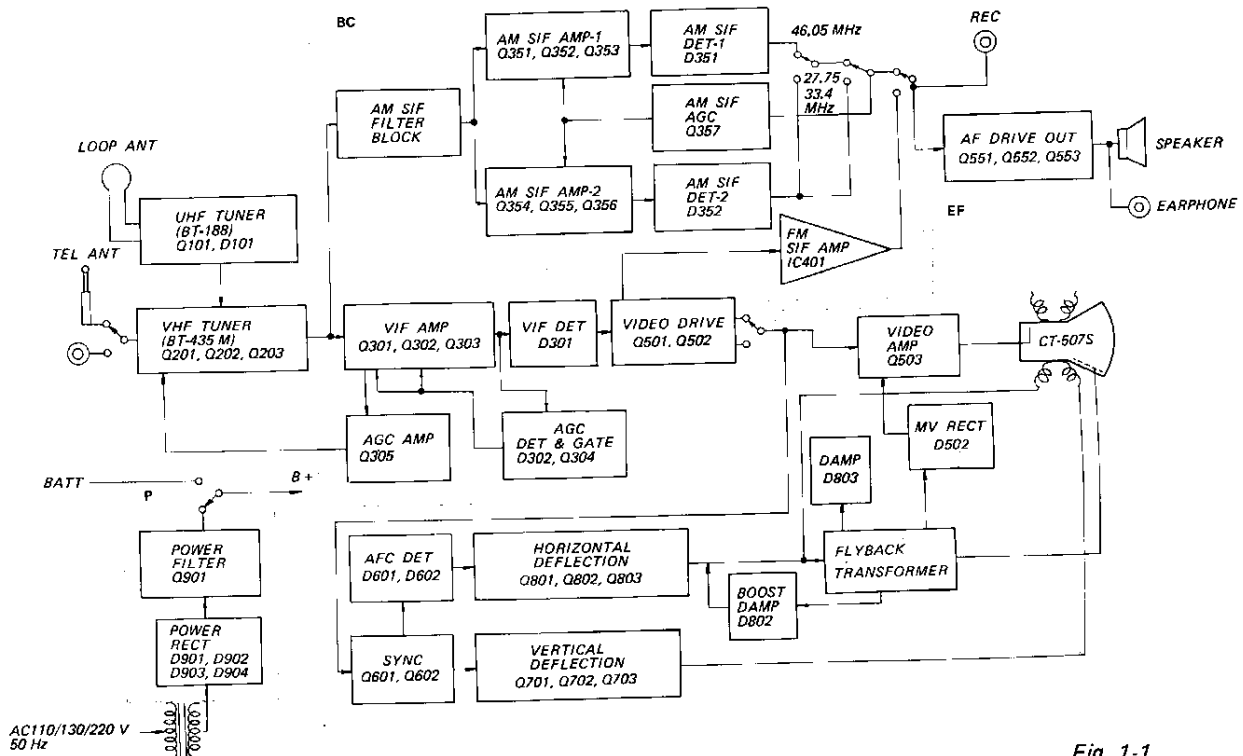 BC
REC
AM SIF AMP-1
Q351, Q352, Q353
AM SIF
DET-1
D351
46.05 MHz
27.75
33.4
MHz
AM SIF
FILTER
BLOCK
AM SIF
AGC
Q357
AF DRIVE OUT
Q551, Q552, Q553
SPEAKER
EARPHONE
LOOP ANT
AM SIF AMP-2
Q354, Q355, Q356
AM SIF
DET-2
D352
EF
UHF TUNER
(BT-188)
Q101, D101
FM
SIF AMP
IC401
TEL ANT
VHF TUNER
(BT-435 M)
Q201, Q202, Q203
VIF AMP
Q301, Q302, Q303
VIF DET
D301
VIDEO DRIVE
Q501, Q502
VIDEO
AMP
Q503
CT-507S
AGC AMP
Q305
AGC
DET & GATE
D302, Q304
MV RECT
D502
DAMP
D803
BATT
P
B+
POWER
FILTER
Q901
AFC DET
D601, D602
HORIZONTAL
DEFLECTION
Q801, Q802, Q803
FLYBACK
TRANSFORMER
BOOST
DAMP
D802
POWER
RECT
D901, D902
D903, D904
SYNC
Q601, Q602
VERTICAL
DEFLECTION
Q701, Q702, Q703
AC110/130/220 V
50 Hz
Fig. 1-1